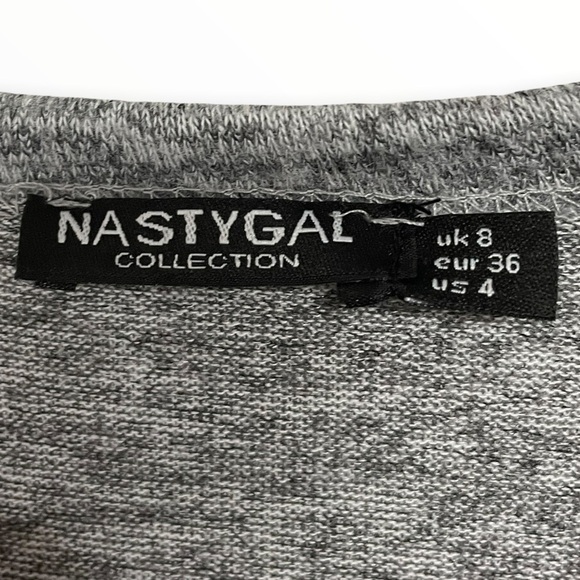 NASTYGAL
COLLECTION
uk 8
eur 36
us 4